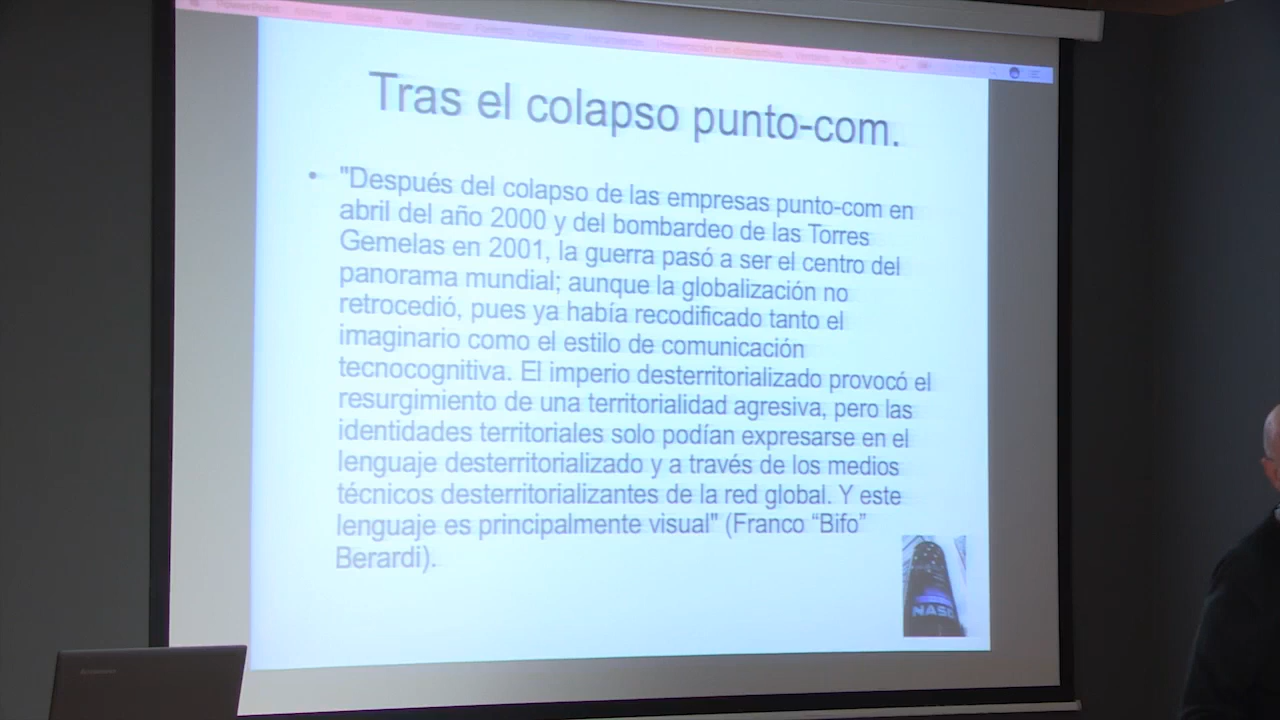 PowerPoint
Tras el colapso punto-com.
• "Después del colapso de las empresas punto-com en
abril del año 2000 y del bombardeo de las Torres
Gemelas en 2001, la guerra pasó a ser el centro del
panorama mundial; aunque la globalización no
retrocedió, pues ya había recodificado tanto el
imaginario como el estilo de comunicación
tecnocognitiva. El imperio desterritorializado provocó el
resurgimiento de una territorialidad agresiva, pero las
identidades territoriales solo podían expresarse en el
lenguaje desterritorializado y a través de los medios
técnicos desterritorializantes de la red global. Y este
lenguaje es principalmente visual" (Franco “Bifo”
Berardi).
NASD